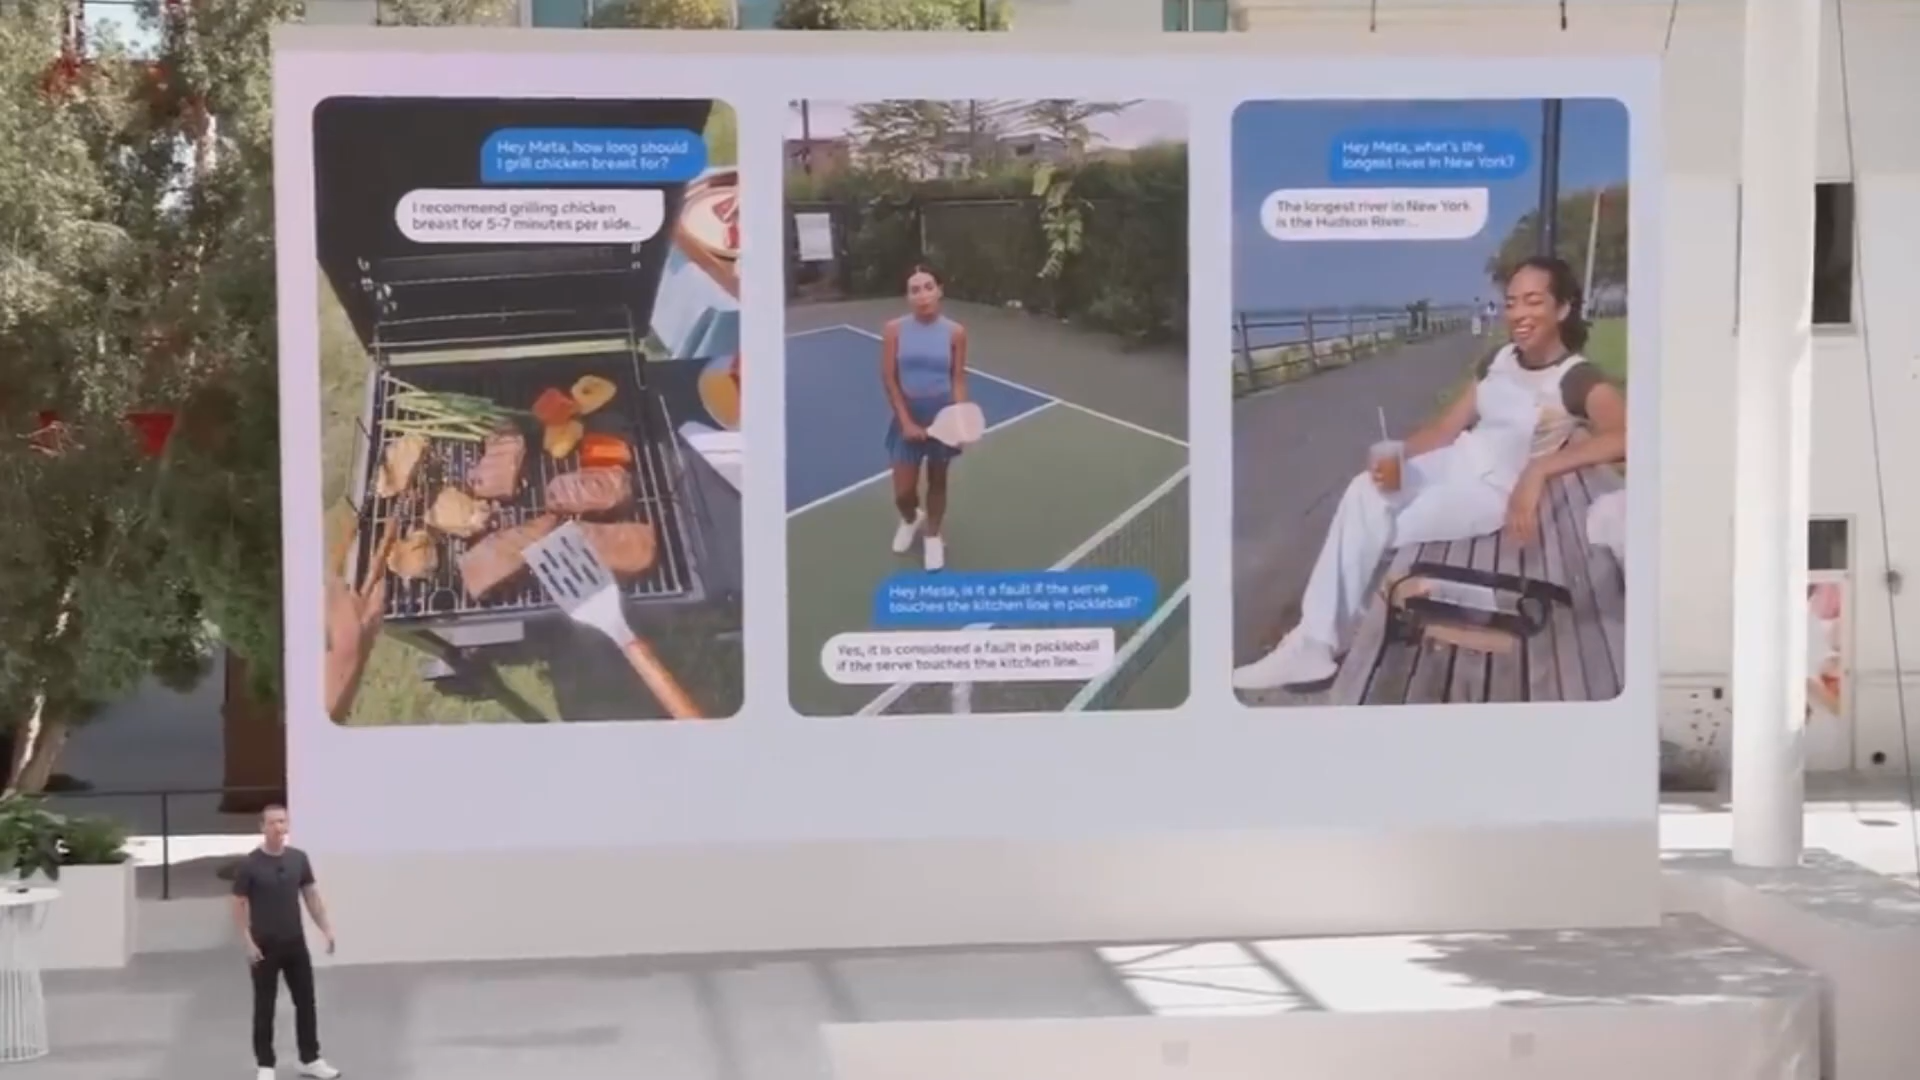 Hey Meta, how long should
I grill chicken breast for?
I recommend grilling chicken
breast for 5-7 minutes per side...
Hey Meta, is it a fault if the serve
touches the kitchen line in pickleball?
Yes, it is considered a fault in pickleball
if the serve touches the kitchen line....
Hey Meta, what's the
longest river in New York?
The longest river in New York
is the Hudson River...